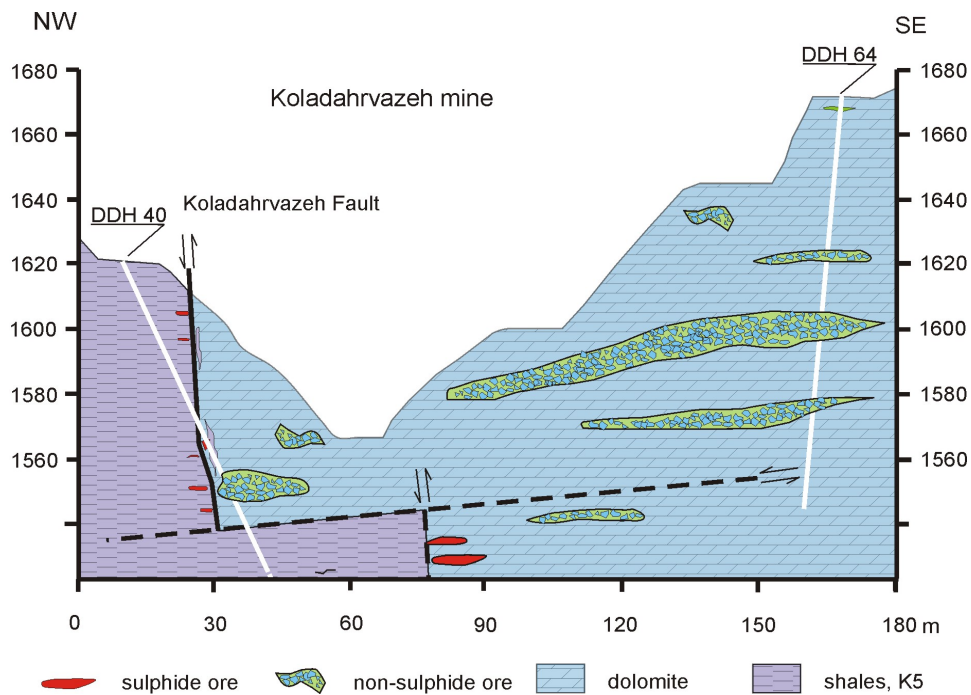 NW
SE
DDH 64
1680
1680
Koladahrvazeh mine
1660
1660
1640
1640
DDH 40
Koladahrvazeh Fault
1620
1620
1600
1600
1580
1580
1560
1560
0 30 60 90 120 150 180 m
sulphide ore
non-sulphide ore
dolomite
shales, K5